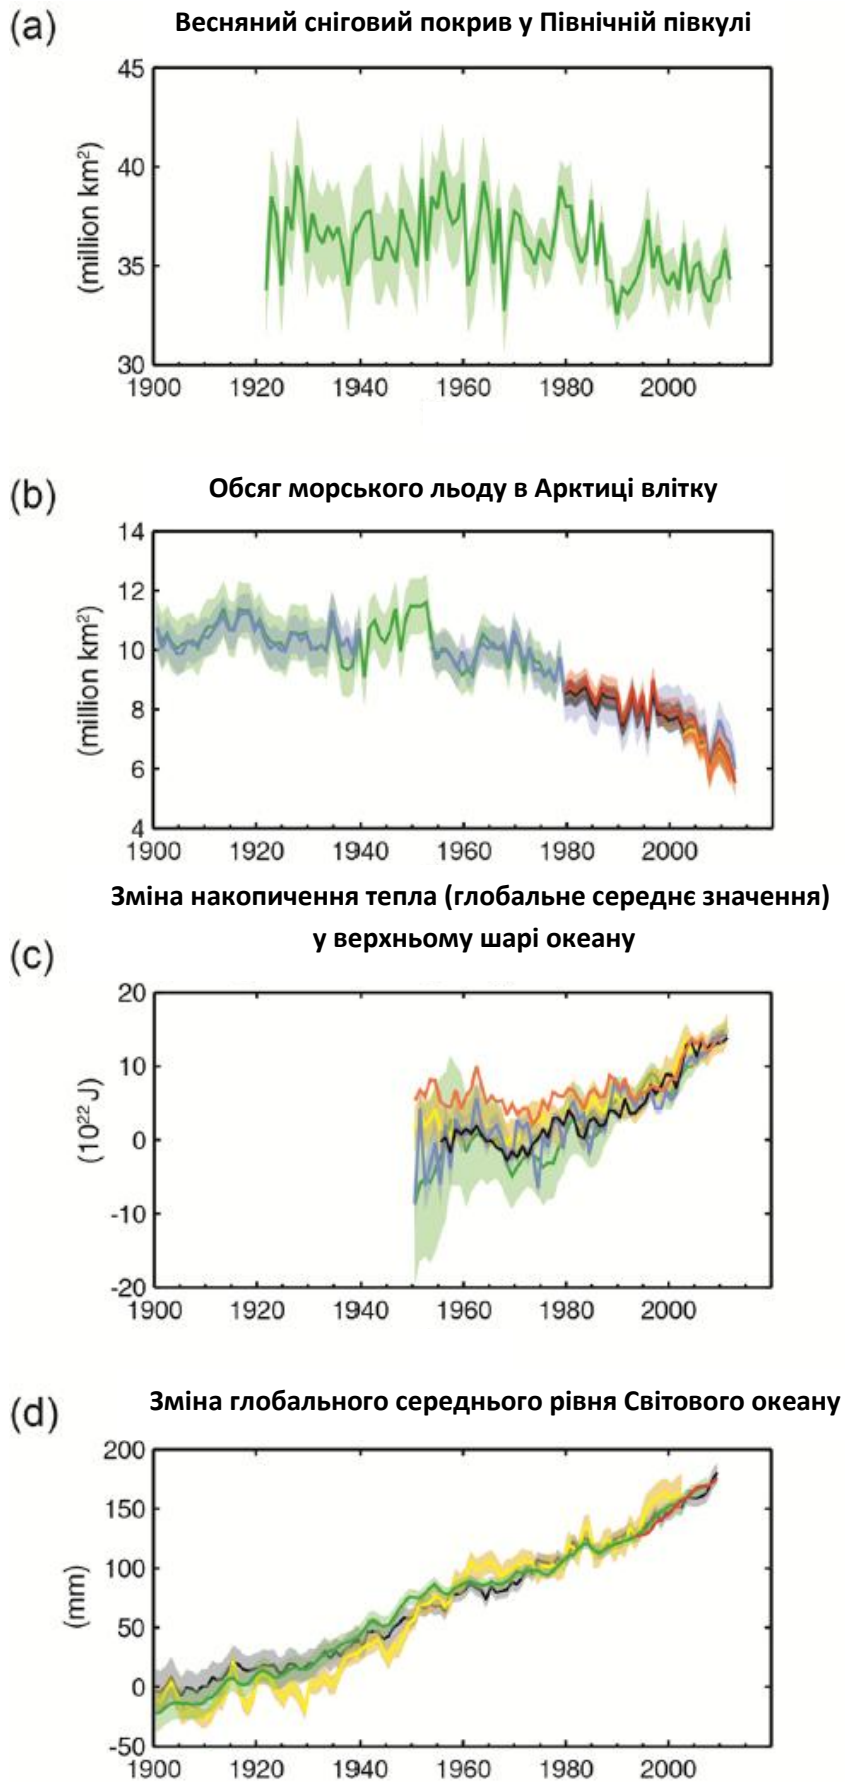 (a)
Весняний сніговий покрив у Північній півкулі
45
40
35
30
(million km²)
1900 1920 1940 1960 1980 2000
(b)
Обсяг морського льоду в Арктиці влітку
14
12
10
8
6
4
(million km²)
1900 1920 1940 1960 1980 2000
Зміна накопичення тепла (глобальне середнє значення)
у верхньому шарі океану
(c)
20
10
0
-10
-20
(10²² J)
1900 1920 1940 1960 1980 2000
Зміна глобального середнього рівня Світового океану
(d)
200
150
100
50
0
-50
(mm)
1900 1920 1940 1960 1980 2000